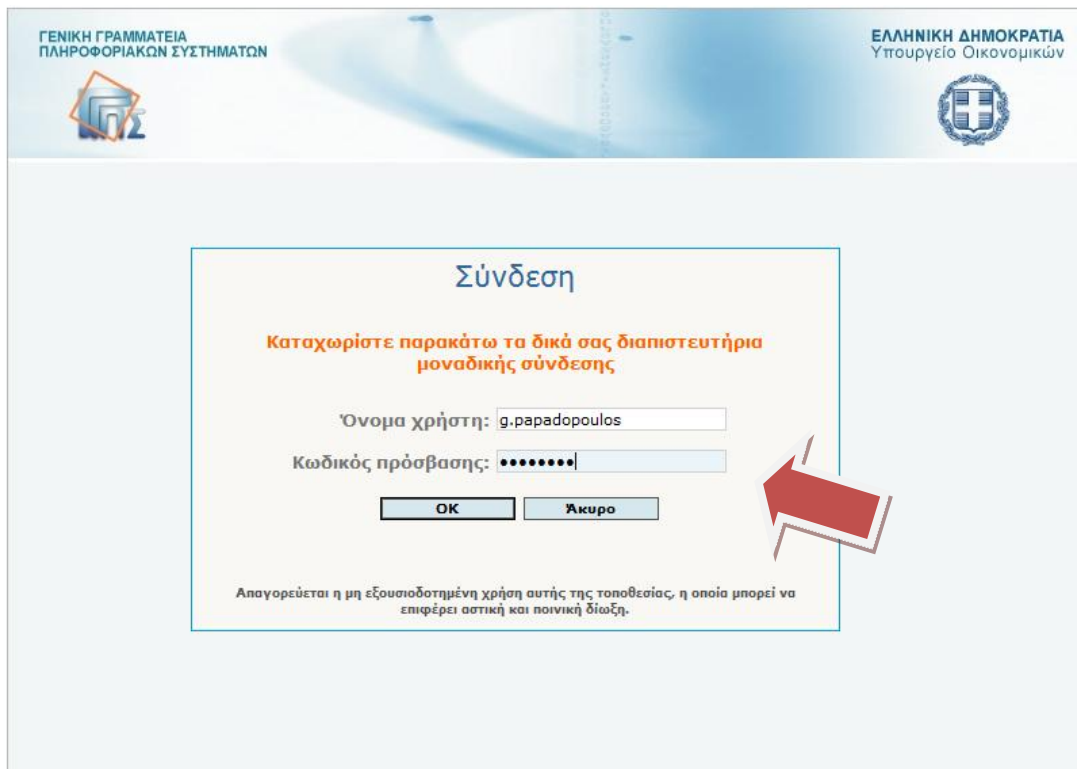 ΓΕΝΙΚΗ ΓΡΑΜΜΑΤΕΙΑ
ΠΛΗΡΟΦΟΡΙΑΚΩΝ ΣΥΣΤΗΜΑΤΩΝ
ΕΛΛΗΝΙΚΗ ΔΗΜΟΚΡΑΤΙΑ
Υπουργείο Οικονομικών
ΓΓΠΣ
Σύνδεση
Καταχωρίστε παρακάτω τα δικά σας διαπιστευτήρια
μοναδικής σύνδεσης
Όνομα χρήστη: g.papadopoulos
Κωδικός πρόσβασης: ••••••••
OK Άκυρο
Απαγορεύεται η μη εξουσιοδοτημένη χρήση αυτής της τοποθεσίας, η οποία μπορεί να
επιφέρει αστική και ποινική δίωξη.